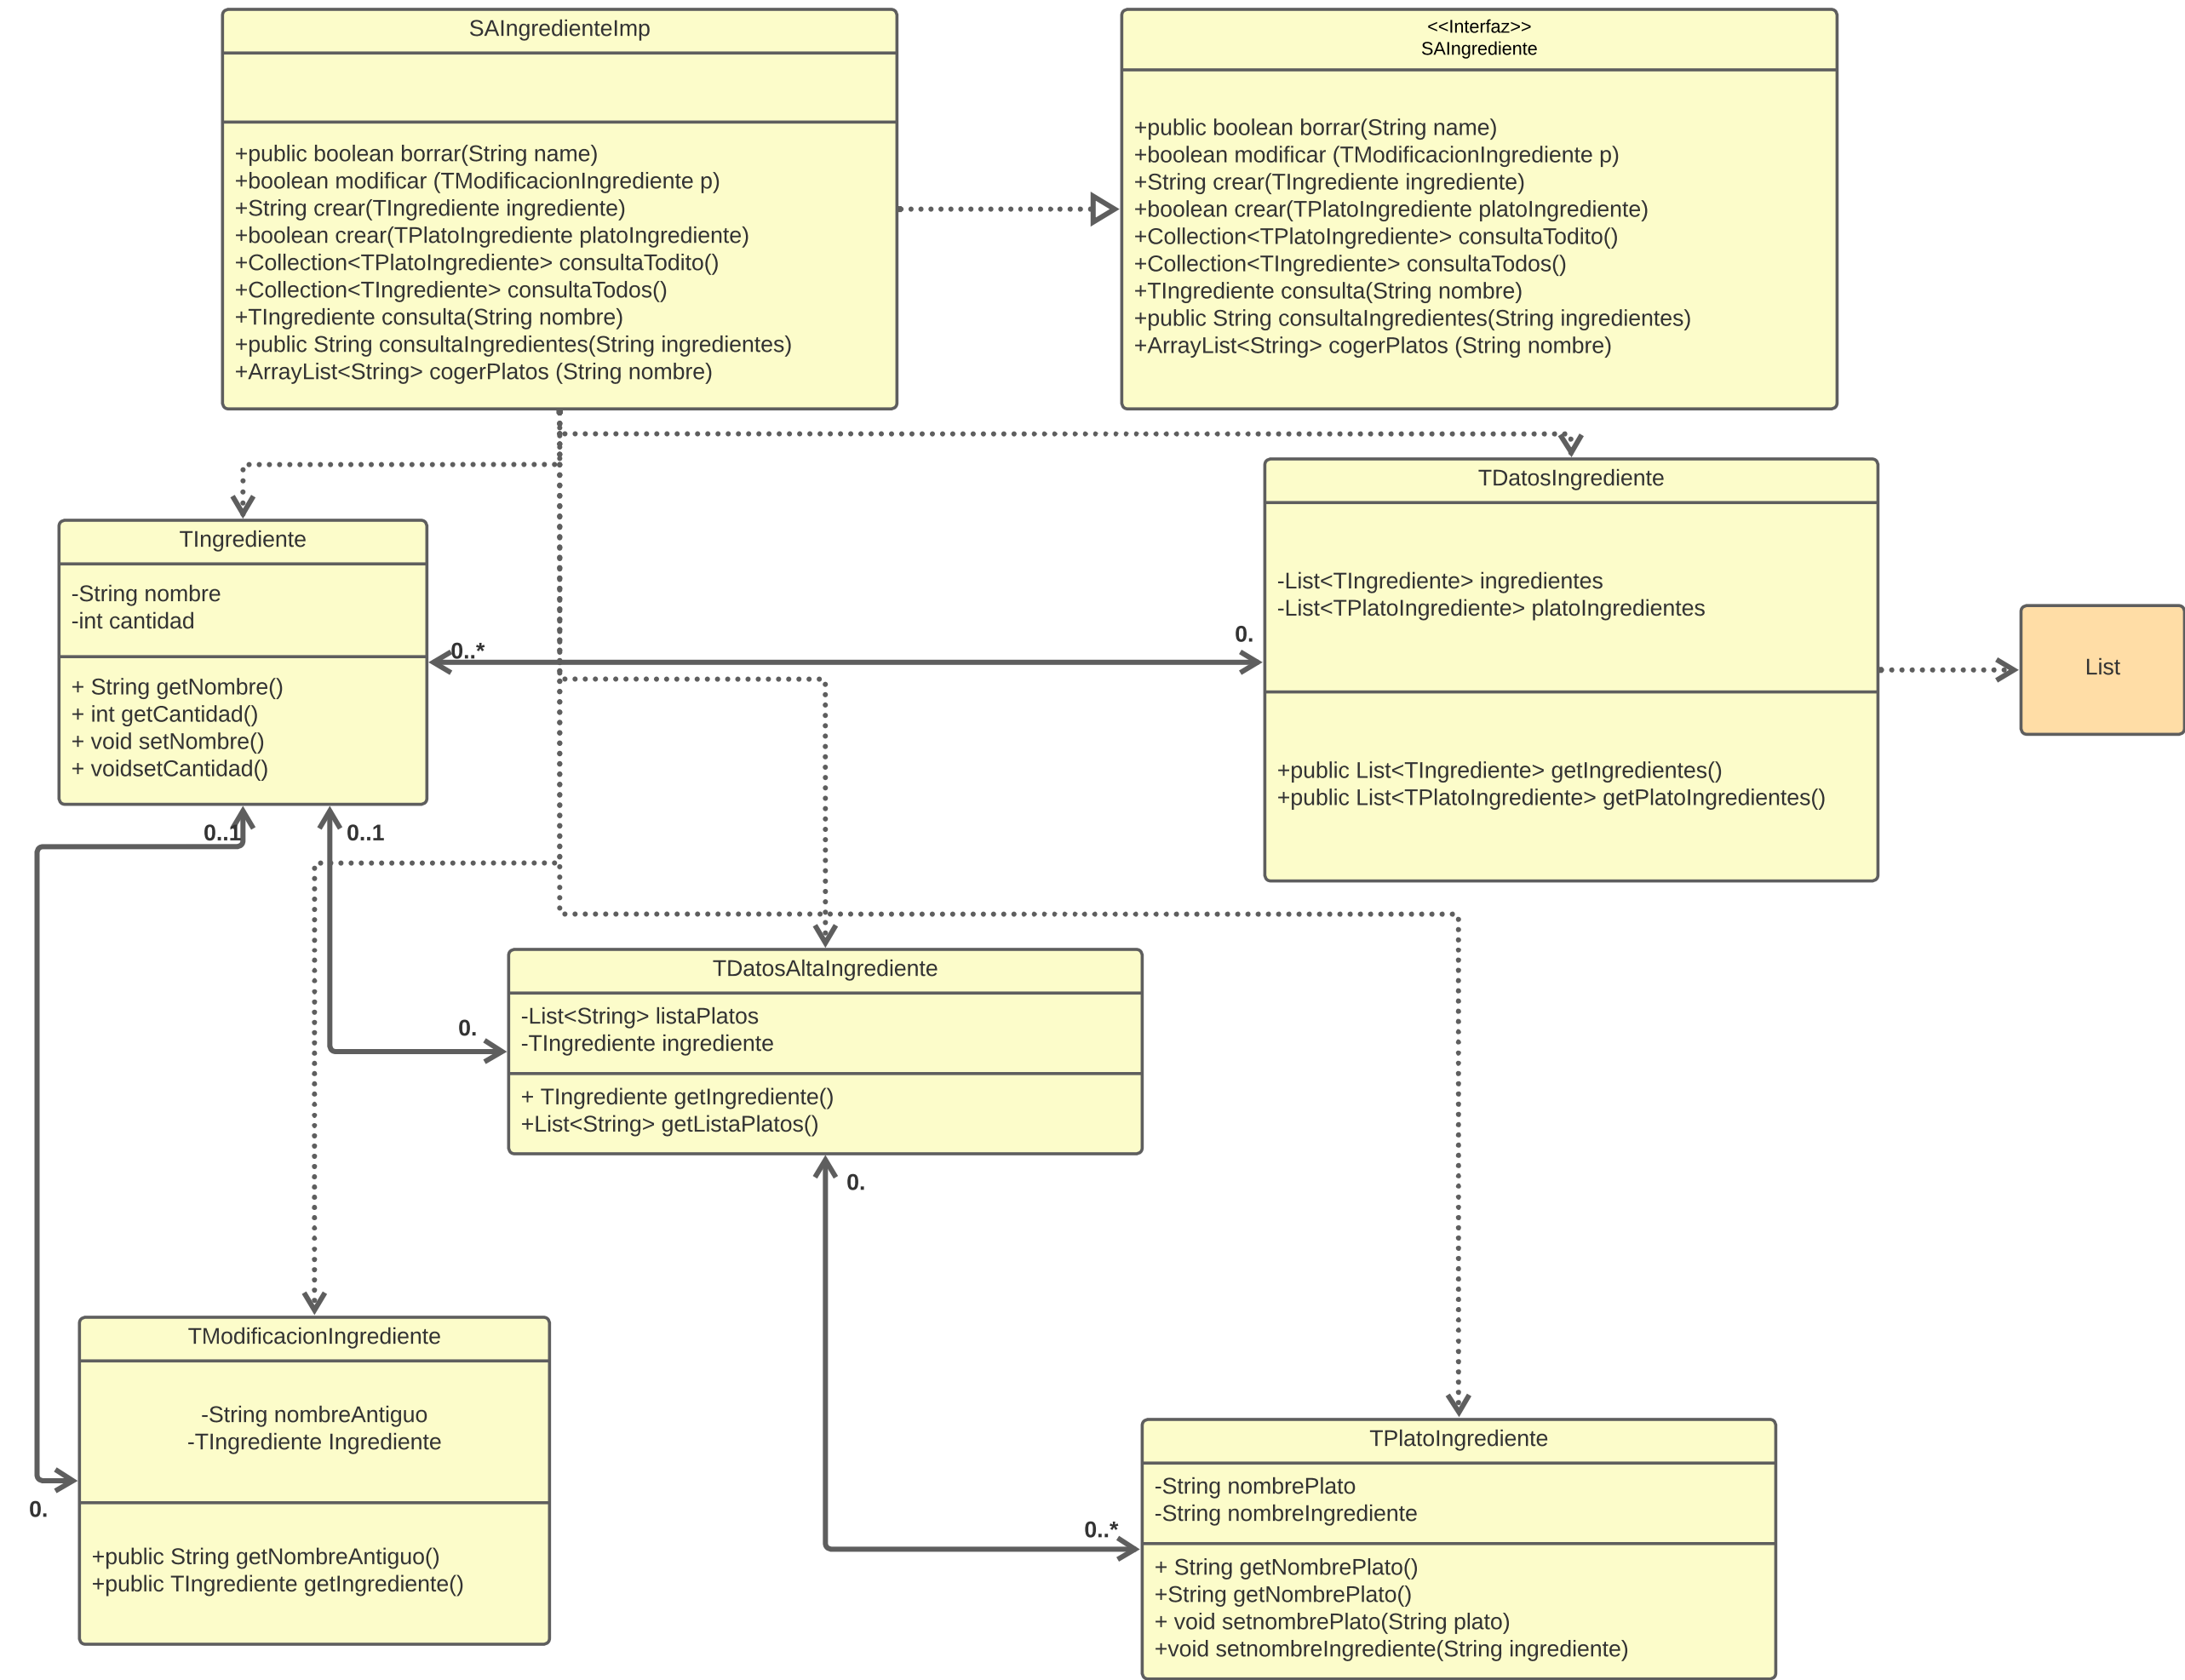 SAIngredienteImp
+public boolean borrar(String name)
+boolean modificar (TModificacionIngrediente p)
+String crear(TIngrediente ingrediente)
+boolean crear(TPlatoIngrediente platoIngrediente)
+Collection<TPlatoIngrediente> consultaTodito()
+Collection<TIngrediente> consultaTodos()
+TIngrediente consulta(String nombre)
+public String consultaIngredientes(String ingredientes)
+ArrayList<String> cogerPlatos (String nombre)
<<Interfaz>>
SAIngrediente
+public boolean borrar(String name)
+boolean modificar (TModificacionIngrediente p)
+String crear(TIngrediente ingrediente)
+boolean crear(TPlatoIngrediente platoIngrediente)
+Collection<TPlatoIngrediente> consultaTodito()
+Collection<TIngrediente> consultaTodos()
+TIngrediente consulta(String nombre)
+public String consultaIngredientes(String ingredientes)
+ArrayList<String> cogerPlatos (String nombre)
TIngrediente
-String nombre
-int cantidad
+ String getNombre()
+ int getCantidad()
+ void setNombre()
+ voidsetCantidad()
0..*
0.
TDatosIngrediente
-List<TIngrediente> ingredientes
-List<TPlatoIngrediente> platoIngredientes
+public List<TIngrediente> getIngredientes()
+public List<TPlatoIngrediente> getPlatoIngredientes()
List
0..1
0..1
0.
TDatosAltaIngrediente
-List<String> listaPlatos
-TIngrediente ingrediente
+ TIngrediente getIngrediente()
+List<String> getListaPlatos()
0.
TModificacionIngrediente
-String nombreAntiguo
-TIngrediente Ingrediente
+public String getNombreAntiguo()
+public TIngrediente getIngrediente()
0.
0..*
TPlatoIngrediente
-String nombrePlato
-String nombreIngrediente
+ String getNombrePlato()
+String getNombrePlato()
+ void setnombrePlato(String plato)
+void setnombreIngrediente(String ingrediente)